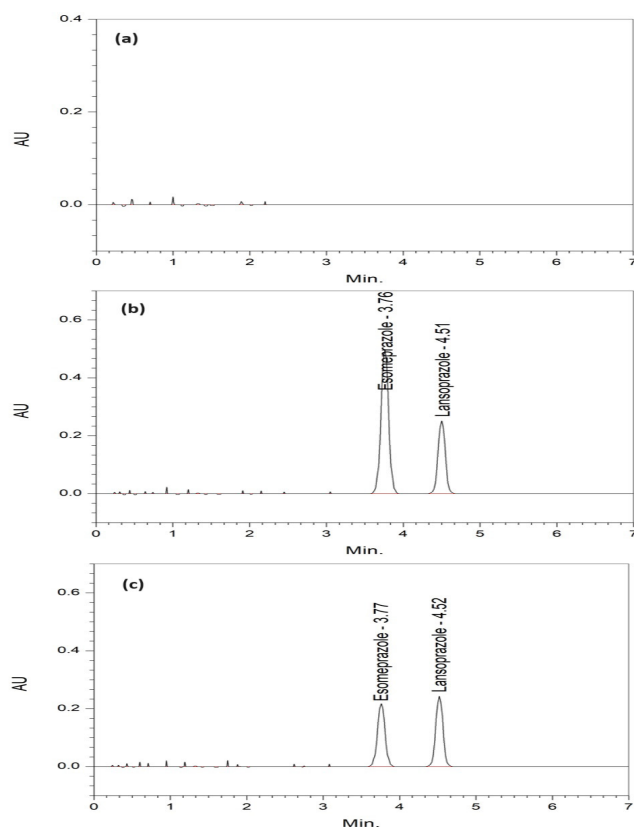 (a)
0.4
0.2
0.0
AU
0 1 2 3 4 5 6 7
Min.
(b)
0.6
0.4
0.2
0.0
AU
Esomeprazole - 3.76
Lansoprazole - 4.51
0 1 2 3 4 5 6 7
Min.
(c)
0.6
0.4
0.2
0.0
AU
Esomeprazole - 3.77
Lansoprazole - 4.52
0 1 2 3 4 5 6 7
Min.